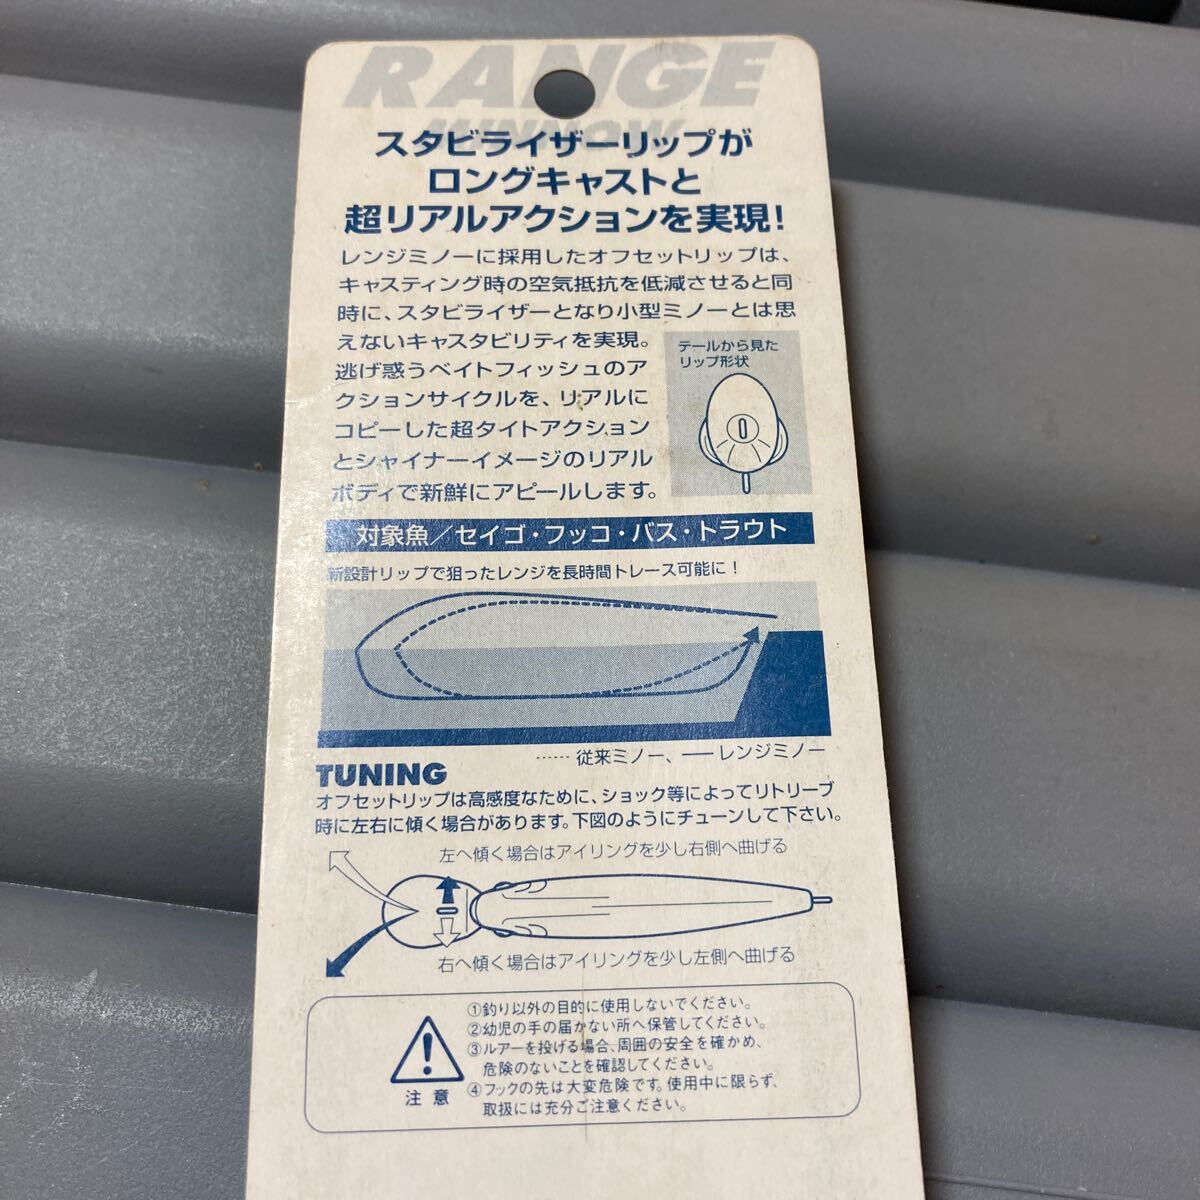 RANGE
MINNOW
スタビライザーリップが
ロングキャストと
超リアルアクションを実現!
レンジミノーに採用したオフセットリップは、
キャスティング時の空気抵抗を低減させると同
時に、スタビライザーとなり小型ミノーとは思
えないキャスタビリティを実現。
逃げ惑うベイトフィッシュのア
クションサイクルを、リアルに
コピーした超タイトアクション
とシャイナーイメージのリアル
ボディで新鮮にアピールします。
テールから見た
リップ形状
対象魚/セイゴ・フッコ・バス・トラウト
新設計リップで狙ったレンジを長時間トレース可能に!
…… 従来ミノー、── レンジミノー
TUNING
オフセットリップは高感度なために、ショック等によってリトリーブ
時に左右に傾く場合があります。下図のようにチューンして下さい。
左へ傾く場合はアイリングを少し右側へ曲げる
右へ傾く場合はアイリングを少し左側へ曲げる
注意
①釣り以外の目的に使用しないでください。
②幼児の手の届かない所へ保管してください。
③ルアーを投げる場合、周囲の安全を確かめ、
危険のないことを確認してください。
④フックの先は大変危険です。使用中に限らず、
取扱には充分ご注意ください。